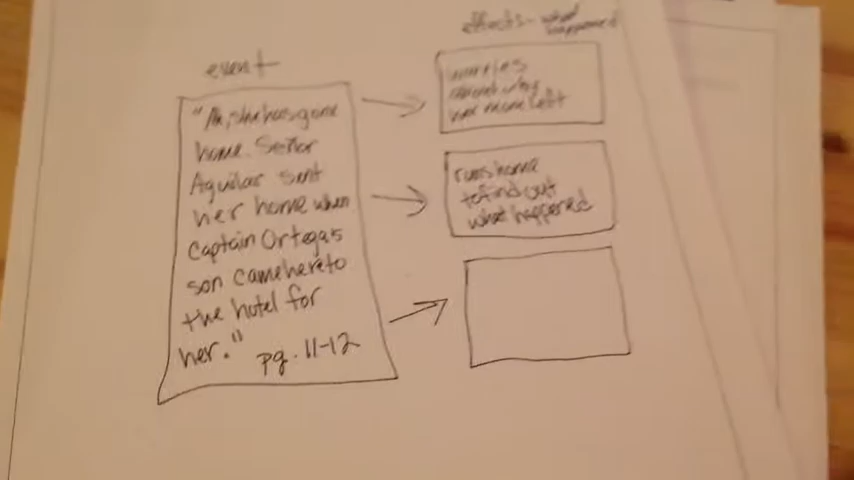 event
"Ah, she has gone
home. Señor
Aguilar sent
her home when
Captain Ortega's
son came here to
the hotel for
her."
pg. 11-12
effects - what
happened
worries
about why
her mom left
runs home
to find out
what happened